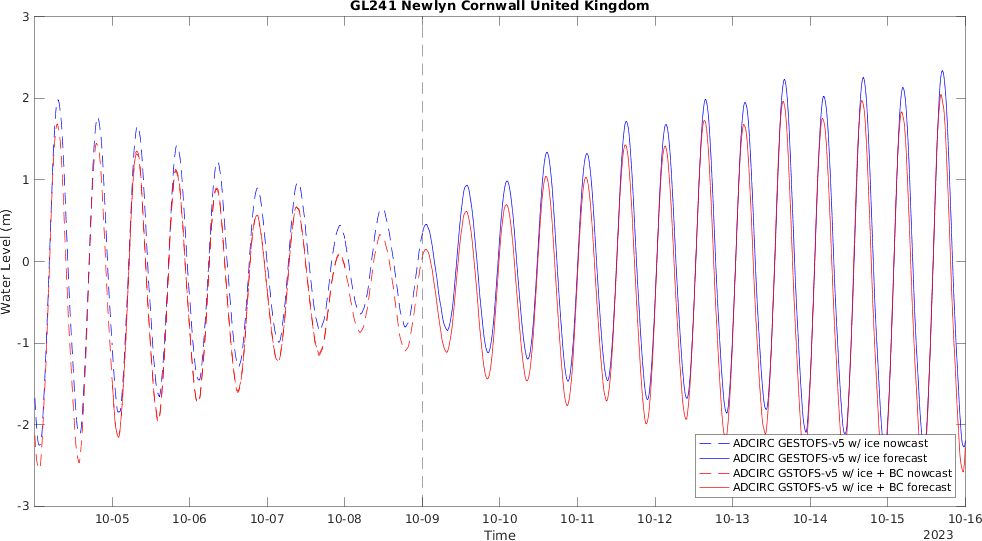 GL241 Newlyn Cornwall United Kingdom
3
2
1
0
-1
-2
-3
Water Level (m)
ADCIRC GESTOFS-v5 w/ ice nowcast
ADCIRC GESTOFS-v5 w/ ice forecast
ADCIRC GSTOFS-v5 w/ ice + BC nowcast
ADCIRC GSTOFS-v5 w/ ice + BC forecast
10-05 10-06 10-07 10-08 10-09 10-10 10-11 10-12 10-13 10-14 10-15 10-16
Time
2023